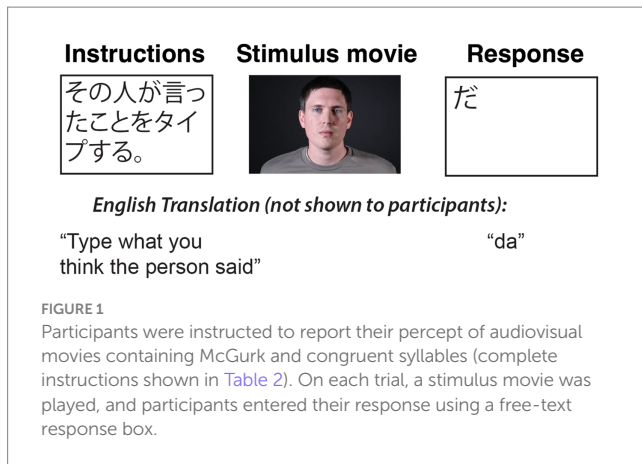 Instructions Stimulus movie Response
その人が言っ
たことをタイ
プする。
だ
English Translation (not shown to participants):
“Type what you
think the person said”
“da”
FIGURE 1
Participants were instructed to report their percept of audiovisual
movies containing McGurk and congruent syllables (complete
instructions shown in Table 2). On each trial, a stimulus movie was
played, and participants entered their response using a free-text
response box.